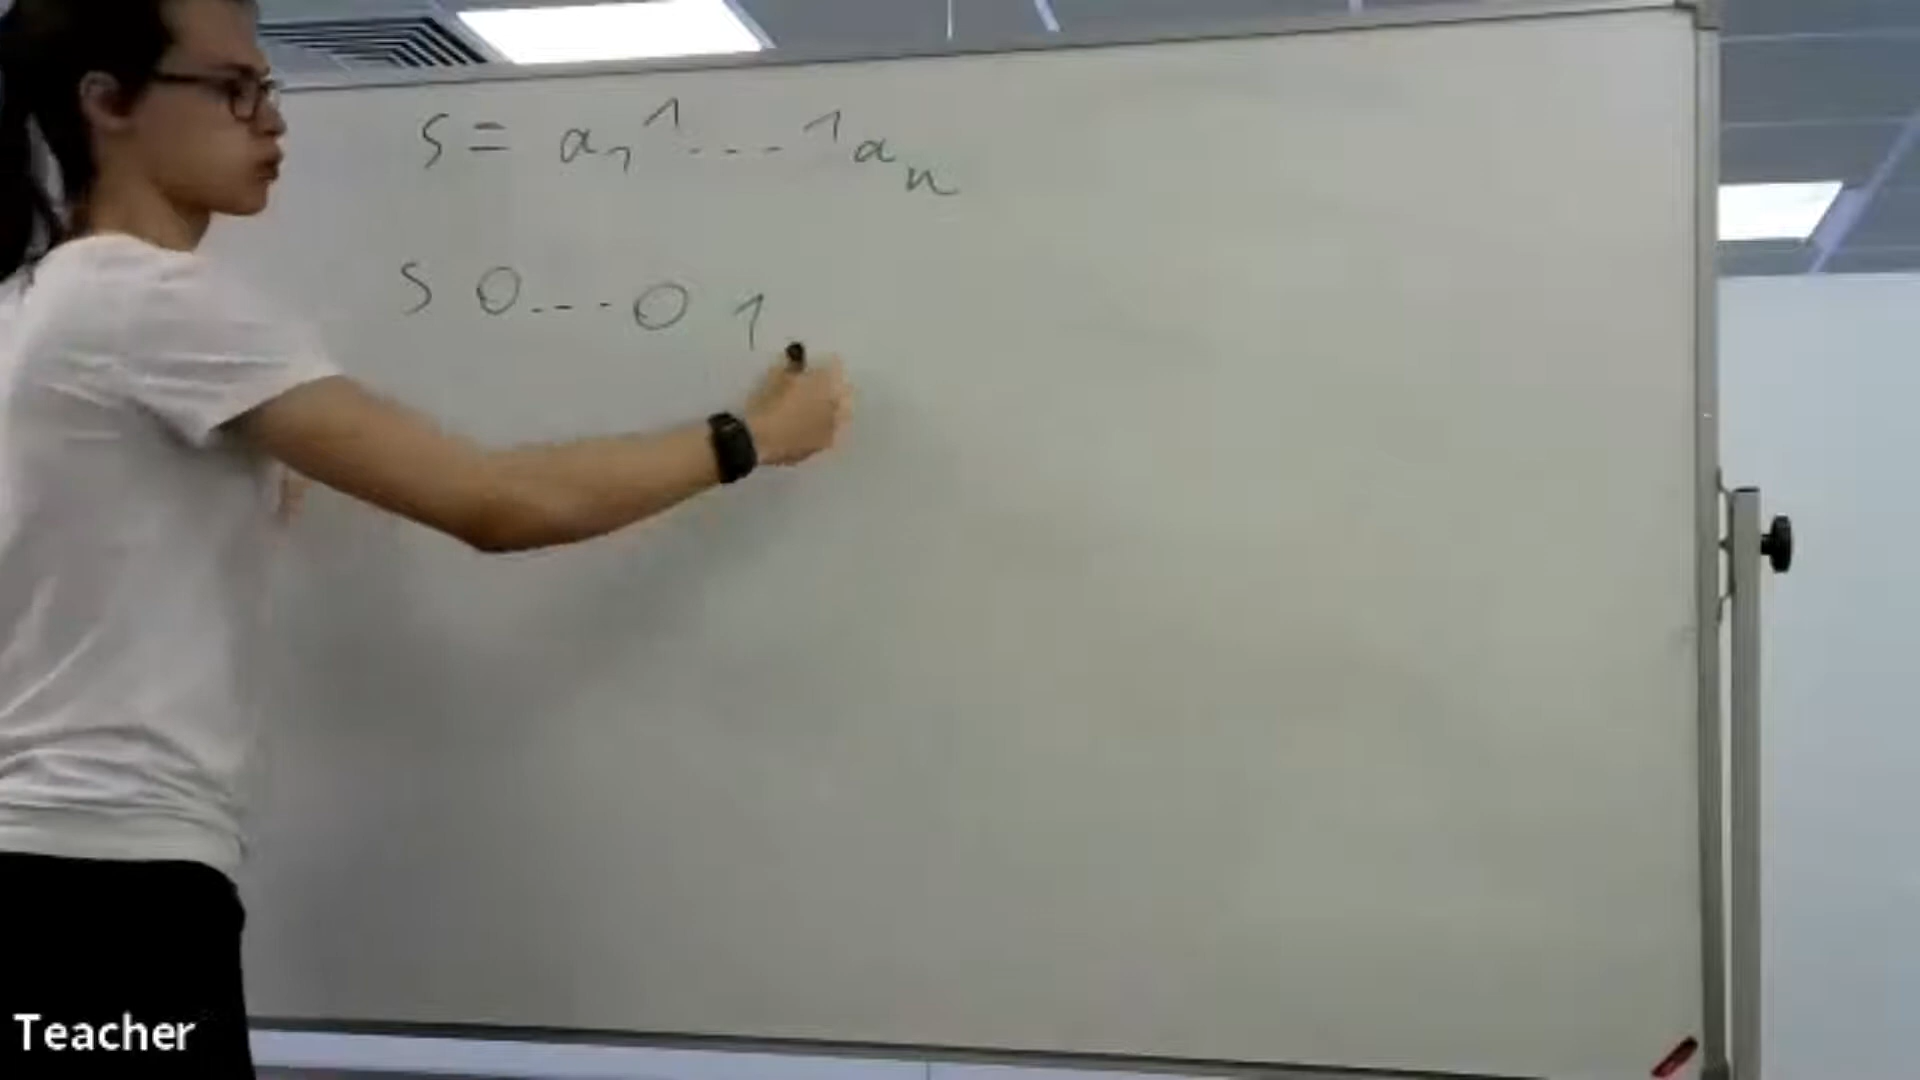 S = a₁^...^aₙ
S 0...0 1
Teacher